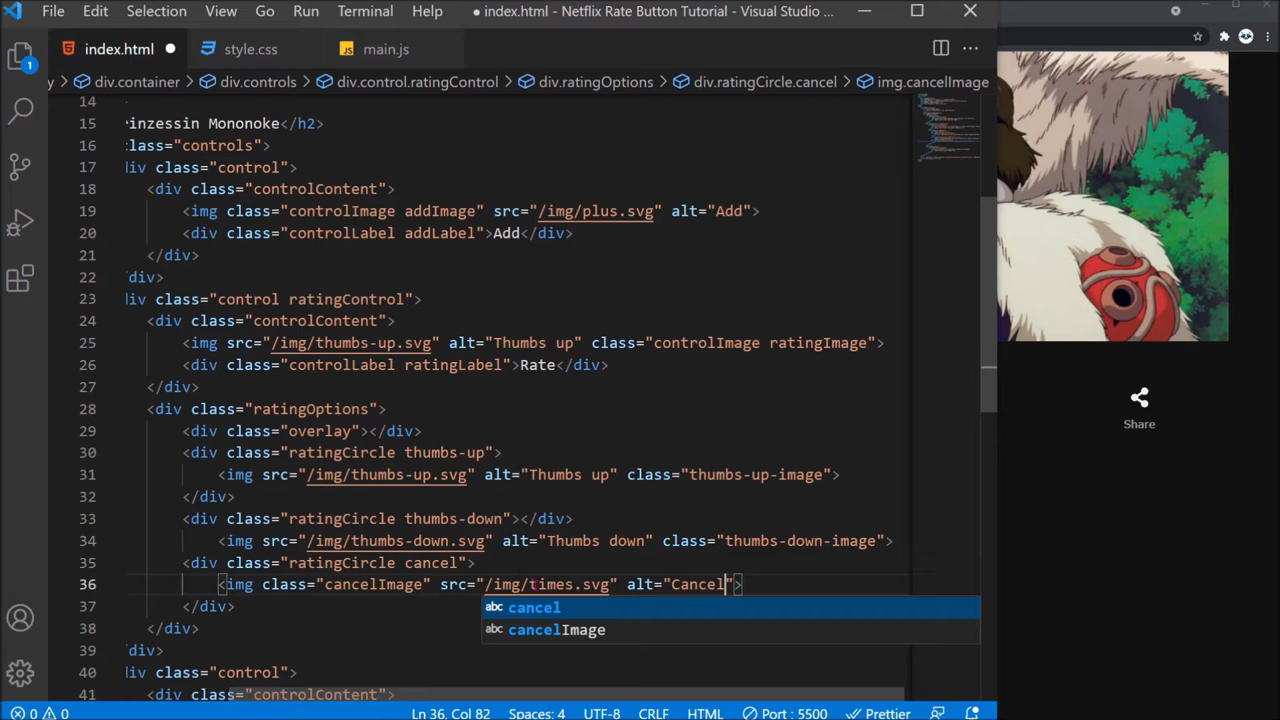 File Edit Selection View Go Run Terminal Help ● index.html - Netflix Rate Button Tutorial - Visual Studio ...
index.html ● style.css main.js
y > div.container > div.controls > div.control.ratingControl > div.ratingOptions > div.ratingCircle.cancel > img.cancelImage
1
14
15 inzessin Mononoke</h2>
16 class="controls">
17 div class="control">
18 <div class="controlContent">
19 <img class="controlImage addImage" src="/img/plus.svg" alt="Add">
20 <div class="controlLabel addLabel">Add</div>
21 </div>
22 div>
23 div class="control ratingControl">
24 <div class="controlContent">
25 <img src="/img/thumbs-up.svg" alt="Thumbs up" class="controlImage ratingImage">
26 <div class="controlLabel ratingLabel">Rate</div>
27 </div>
28 <div class="ratingOptions">
29 <div class="overlay"></div>
30 <div class="ratingCircle thumbs-up">
31 <img src="/img/thumbs-up.svg" alt="Thumbs up" class="thumbs-up-image">
32 </div>
33 <div class="ratingCircle thumbs-down"></div>
34 <img src="/img/thumbs-down.svg" alt="Thumbs down" class="thumbs-down-image">
35 <div class="ratingCircle cancel">
36 <img class="cancelImage" src="/img/times.svg" alt="Cancel">
abc cancel
37 </div>
abc cancelImage
38 </div>
39 div>
40 div class="control">
41 <div class="controlContent">
Share
0 0 Ln 36, Col 82 Spaces: 4 UTF-8 CRLF HTML Port : 5500 Prettier